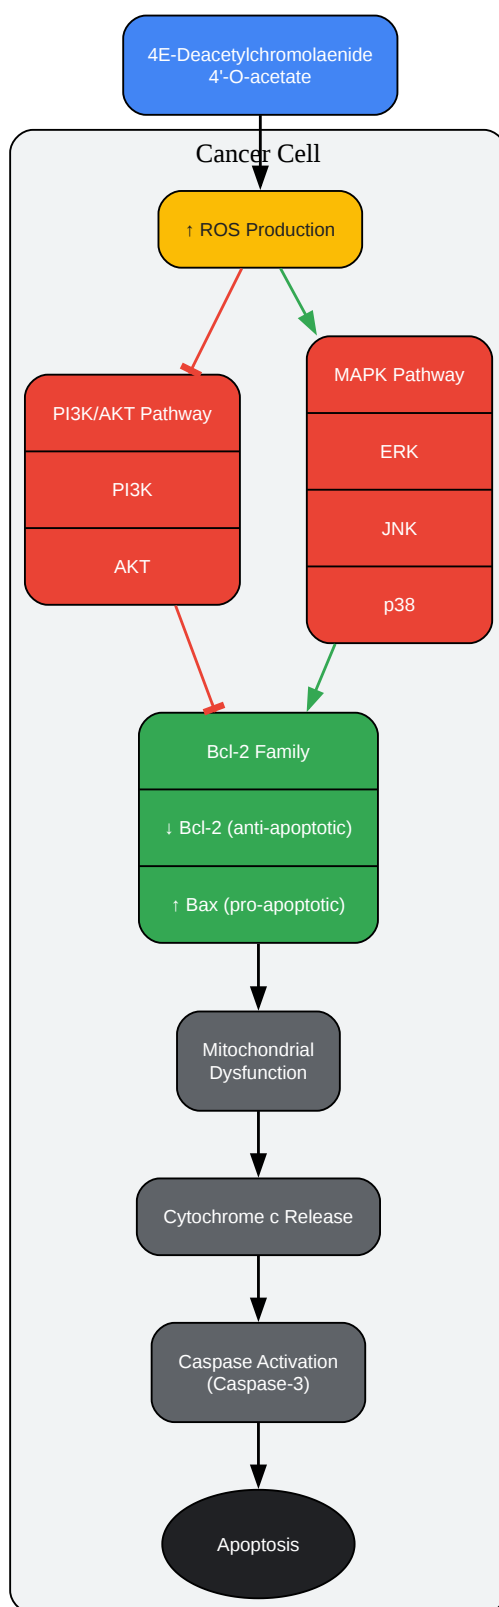 4E-Deacetylchromolaenide
4'-O-acetate
Cancer Cell
↑ ROS Production
PI3K/AKT Pathway
PI3K
AKT
MAPK Pathway
ERK
JNK
p38
Bcl-2 Family
↓ Bcl-2 (anti-apoptotic)
↑ Bax (pro-apoptotic)
Mitochondrial
Dysfunction
Cytochrome c Release
Caspase Activation
(Caspase-3)
Apoptosis